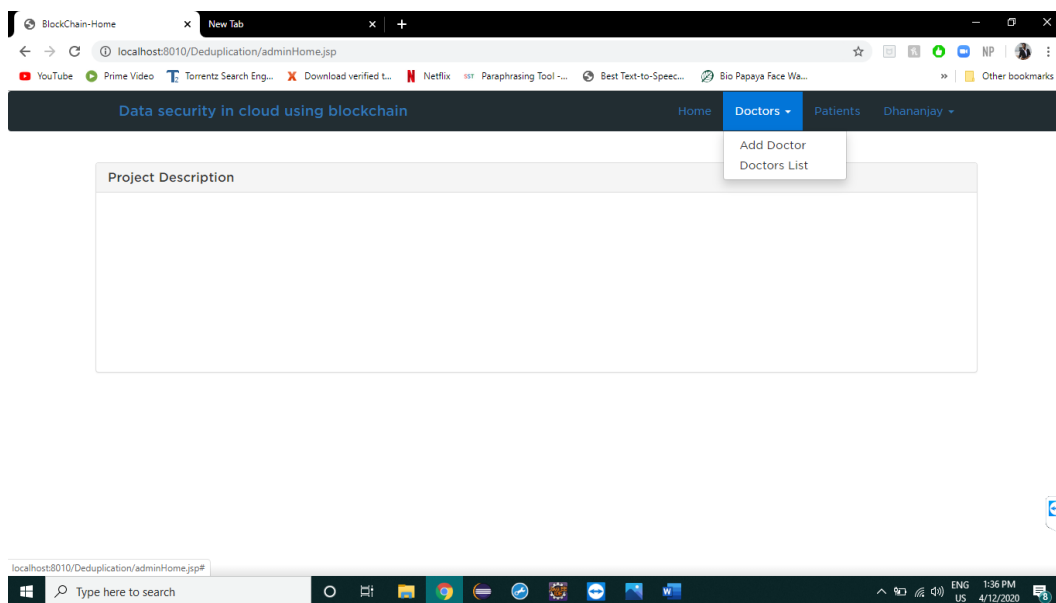 BlockChain-Home
New Tab
localhost:8010/Deduplication/adminHome.jsp
NP
YouTube
Prime Video
Torrentz Search Eng...
Download verified t...
Netflix
SST
Paraphrasing Tool -...
Best Text-to-Speec...
Bio Papaya Face Wa...
Other bookmarks
Data security in cloud using blockchain
Home
Doctors
Patients
Dhananjay
Add Doctor
Doctors List
Project Description
localhost:8010/Deduplication/adminHome.jsp#
Type here to search
ENG
US
1:36 PM
4/12/2020
8